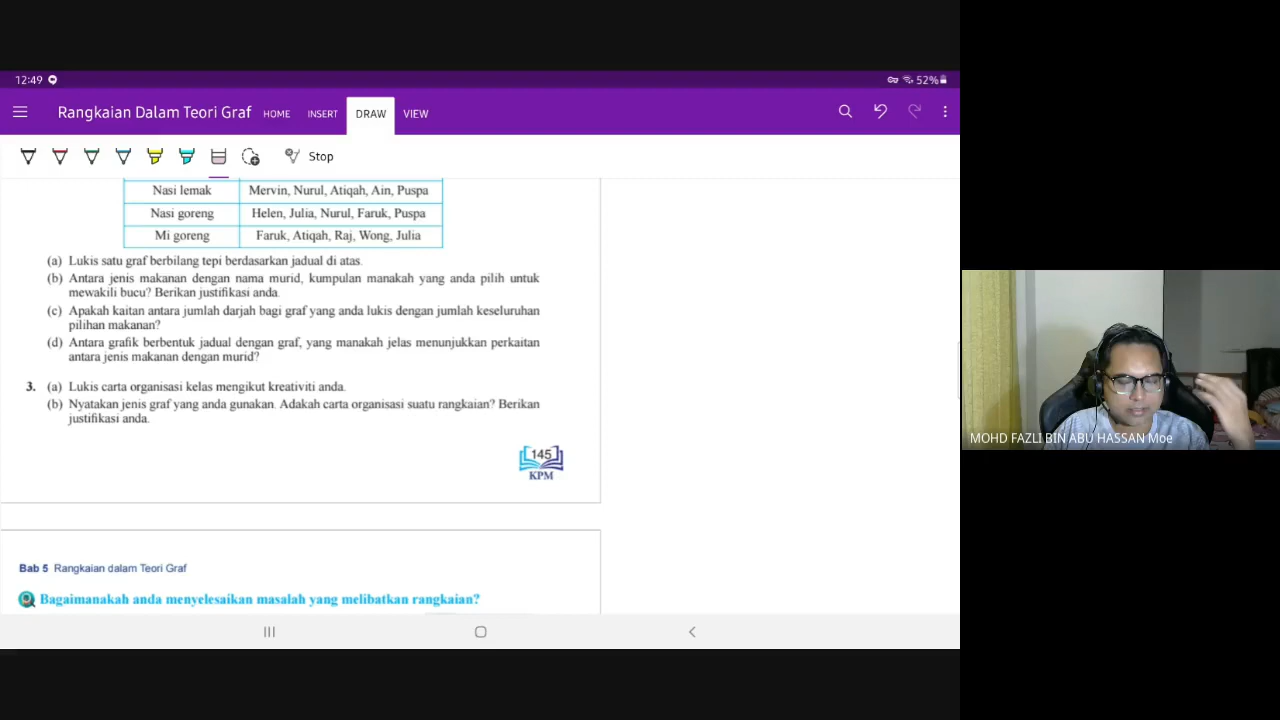 12:49
52%
Rangkaian Dalam Teori Graf
HOME
INSERT
DRAW
VIEW
Stop
Nasi lemak Mervin, Nurul, Atiqah, Ain, Puspa
Nasi goreng Helen, Julia, Nurul, Faruk, Puspa
Mi goreng Faruk, Atiqah, Raj, Wong, Julia
(a) Lukis satu graf berbilang tepi berdasarkan jadual di atas.
(b) Antara jenis makanan dengan nama murid, kumpulan manakah yang anda pilih untuk
mewakili bucu? Berikan justifikasi anda.
(c) Apakah kaitan antara jumlah darjah bagi graf yang anda lukis dengan jumlah keseluruhan
pilihan makanan?
(d) Antara grafik berbentuk jadual dengan graf, yang manakah jelas menunjukkan perkaitan
antara jenis makanan dengan murid?
3. (a) Lukis carta organisasi kelas mengikut kreativiti anda.
(b) Nyatakan jenis graf yang anda gunakan. Adakah carta organisasi suatu rangkaian? Berikan
justifikasi anda.
145
KPM
Bab 5 Rangkaian dalam Teori Graf
Bagaimanakah anda menyelesaikan masalah yang melibatkan rangkaian?
MOHD FAZLI BIN ABU HASSAN Moe